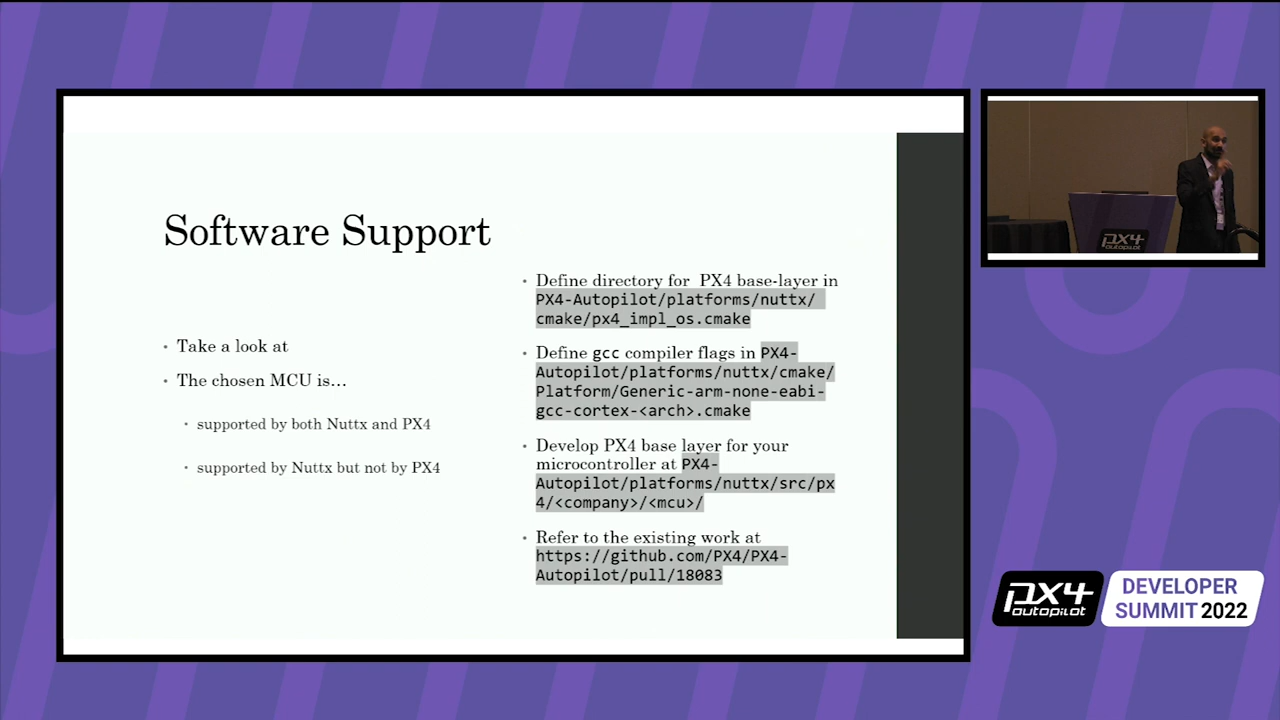 Software Support
• Take a look at
• The chosen MCU is...
• supported by both Nuttx and PX4
• supported by Nuttx but not by PX4
• Define directory for PX4 base-layer in
PX4-Autopilot/platforms/nuttx/
cmake/px4_impl_os.cmake
• Define gcc compiler flags in PX4-
Autopilot/platforms/nuttx/cmake/
Platform/Generic-arm-none-eabi-
gcc-cortex-<arch>.cmake
• Develop PX4 base layer for your
microcontroller at PX4-
Autopilot/platforms/nuttx/src/px
4/<company>/<mcu>/
• Refer to the existing work at
https://github.com/PX4/PX4-
Autopilot/pull/18083
PX4
autopilot
PX4
autopilot
DEVELOPER
SUMMIT 2022